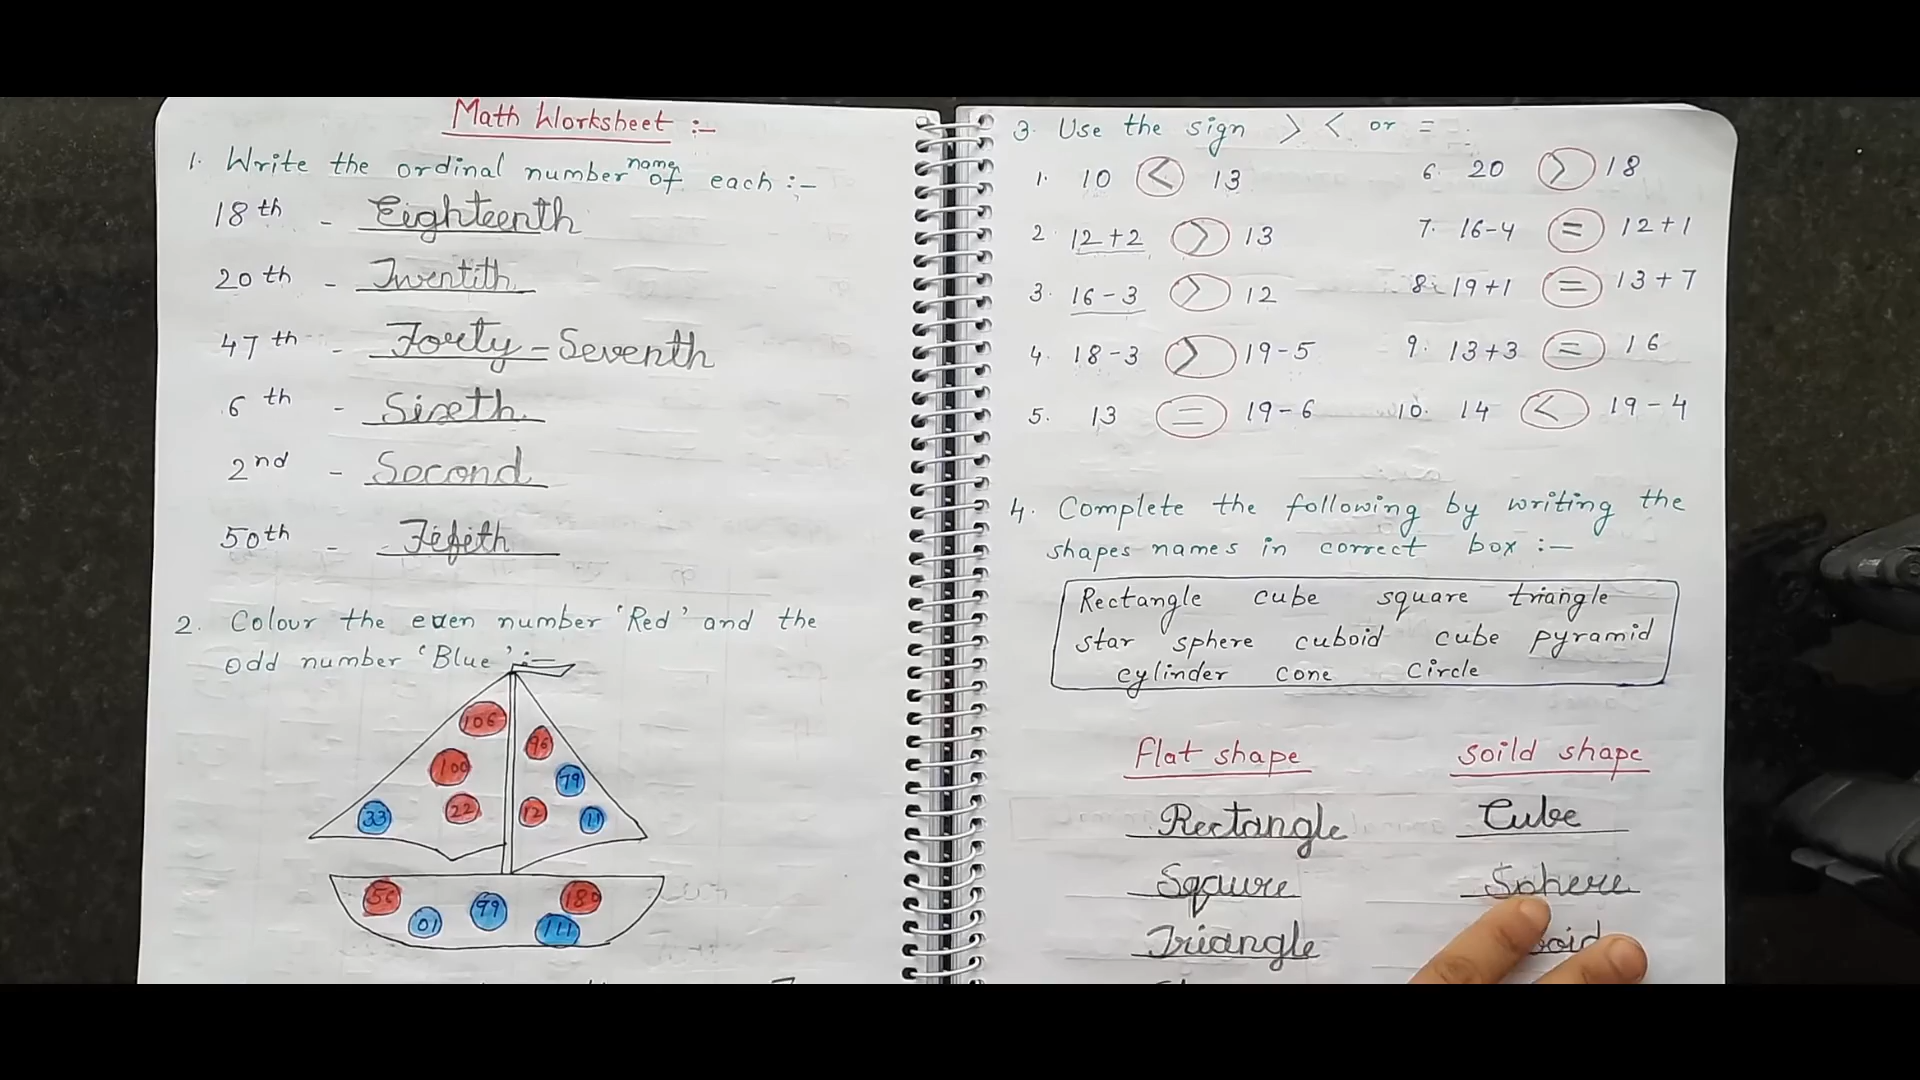 Math Worksheet :-
1. Write the ordinal number name of each :-
18th - Eighteenth
20th - Twentith
47th - Forty-Seventh
6th - Sixth
2nd - Second
50th - Fifith
2. Colour the even number 'Red' and the
odd number 'Blue' :-
106
96
100
79
33
22
12
11
56
01
99
111
180
3. Use the sign > < or =
1. 10 < 13
2. 12+2 > 13
3. 16-3 > 12
4. 18-3 > 19-5
5. 13 = 19-6
6. 20 > 18
7. 16-4 = 12+1
8. 19+1 = 13+7
9. 13+3 = 16
10. 14 < 19-4
4. Complete the following by writing the
shapes names in correct box :-
Rectangle cube square triangle
star sphere cuboid cube pyramid
cylinder cone Circle
flat shape
Rectangle
Sqaure
Triangle
soild shape
Cube
Sphere